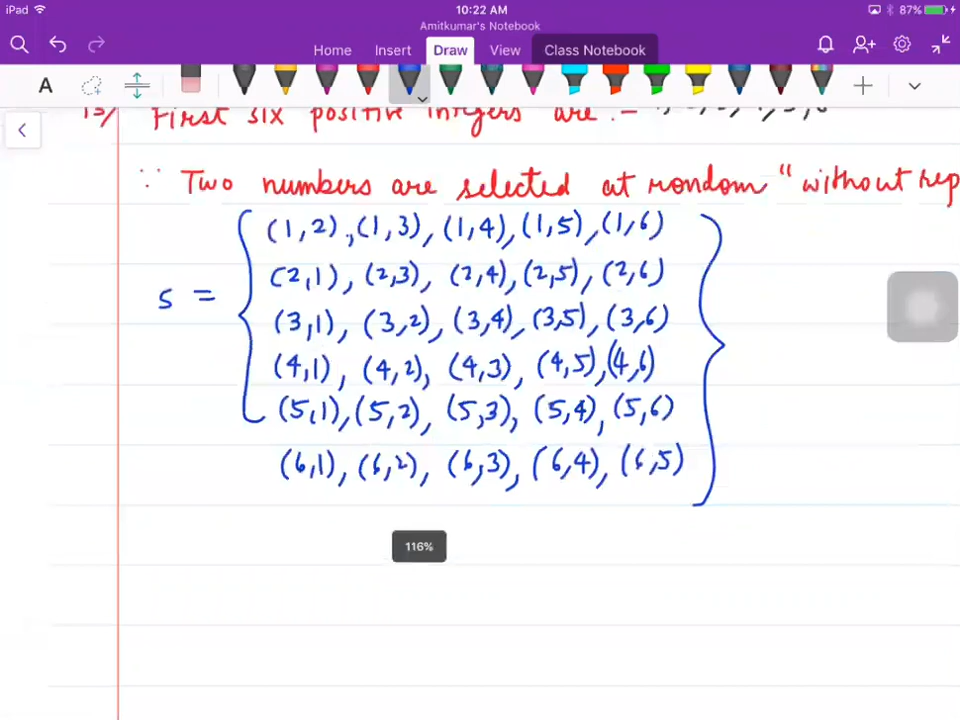 iPad 10:22 AM 87%
Amitkumar's Notebook
Home Insert Draw View Class Notebook
A
First six positive integers are :-
∵ Two numbers are selected at rondom "without rep
S = { (1,2), (1,3), (1,4), (1,5), (1,6)
(2,1), (2,3), (2,4), (2,5), (2,6)
(3,1), (3,2), (3,4), (3,5), (3,6)
(4,1), (4,2), (4,3), (4,5), (4,6)
(5,1), (5,2), (5,3), (5,4), (5,6)
(6,1), (6,2), (6,3), (6,4), (6,5) }
116%